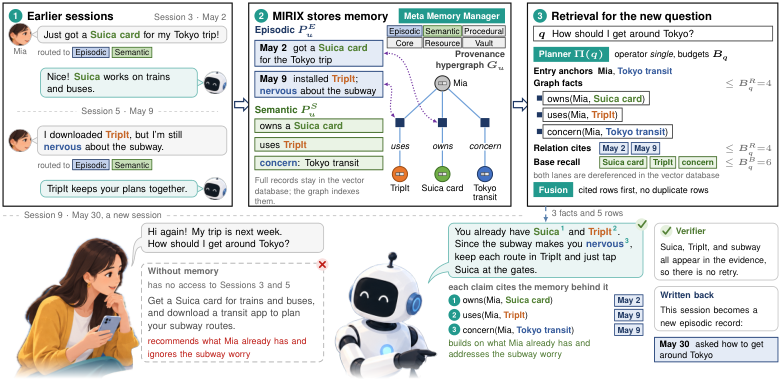 1 Earlier sessions
Session 3 · May 2
Just got a Suica card for my Tokyo trip!
Mia
routed to Episodic Semantic
Nice! Suica works on trains
and buses.
Session 5 · May 9
I downloaded TripIt, but I'm still
nervous about the subway.
routed to Episodic Semantic
TripIt keeps your plans together.
2 MIRIX stores memory
Meta Memory Manager
Episodic Semantic Procedural
Core Resource Vault
Episodic P_u^E
May 2 got a Suica card
for the Tokyo trip
May 9 installed TripIt;
nervous about the subway
Provenance
hypergraph G_u
Mia
Semantic P_u^S
owns a Suica card
uses TripIt
concern: Tokyo transit
uses owns concern
TripIt Suica card Tokyo
transit
Full records stay in the vector
database; the graph indexes
them.
3 Retrieval for the new question
q How should I get around Tokyo?
Planner Π(q) operator single, budgets B_q
Entry anchors Mia, Tokyo transit
Graph facts ≤ B_q^R=4
owns(Mia, Suica card)
uses(Mia, TripIt)
concern(Mia, Tokyo transit)
Relation cites May 2 May 9 ≤ B_q^R=4
Base recall Suica card TripIt concern ≤ B_q^B=6
both lanes are dereferenced in the vector database
Fusion cited rows first, no duplicate rows
Session 9 · May 30, a new session
3 facts and 5 rows
Hi again! My trip is next week.
How should I get around Tokyo?
Without memory
has no access to Sessions 3 and 5
Get a Suica card for trains and buses,
and download a transit app to plan
your subway routes.
recommends what Mia already has and
ignores the subway worry
You already have Suica 1 and TripIt 2.
Since the subway makes you nervous 3,
keep each route in TripIt and just tap
Suica at the gates.
each claim cites the memory behind it
1 owns(Mia, Suica card) May 2
2 uses(Mia, TripIt) May 9
3 concern(Mia, Tokyo transit) May 9
builds on what Mia already has and
addresses the subway worry
Verifier
Suica, TripIt, and subway
all appear in the evidence,
so there is no retry.
Written back
This session becomes a
new episodic record:
May 30 asked how to get
around Tokyo